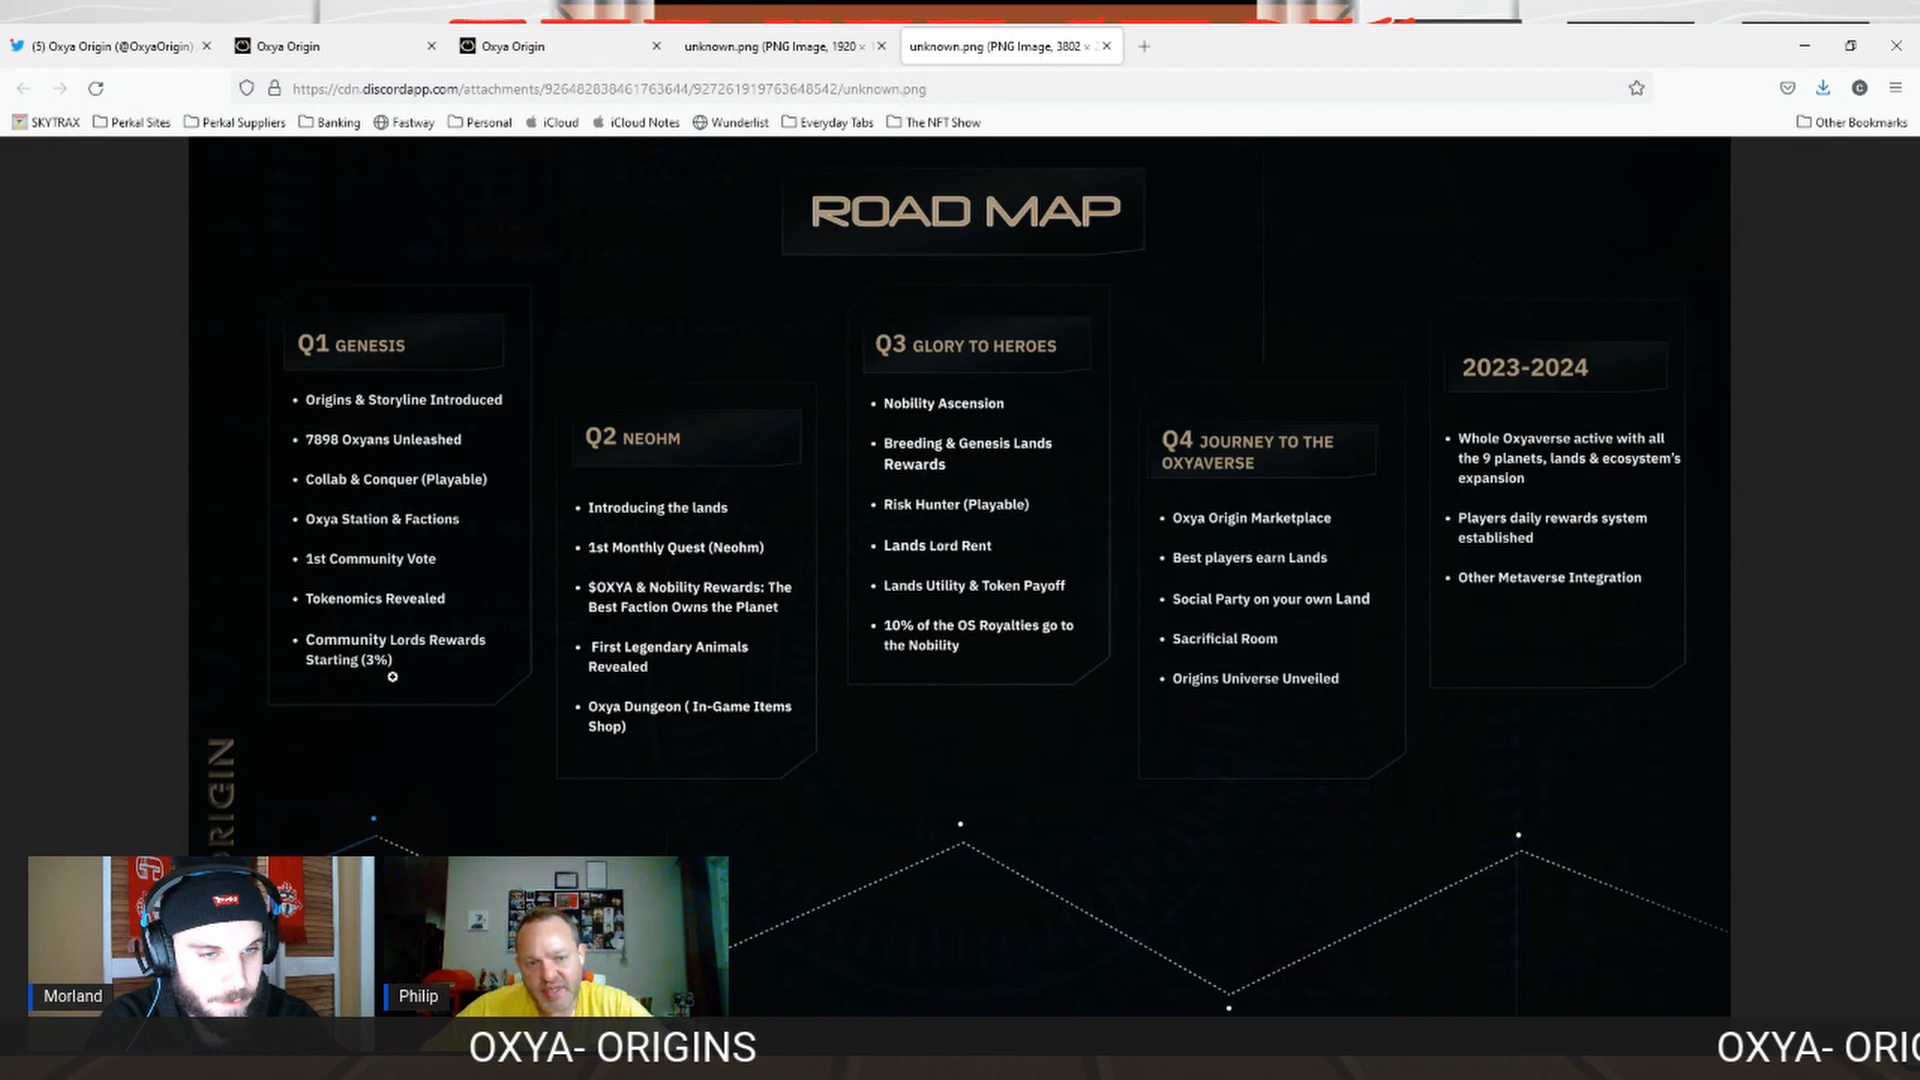 (5) Oxya Origin (@OxyaOrigin)
Oxya Origin
Oxya Origin
unknown.png (PNG Image, 1920 ×
unknown.png (PNG Image, 3802 ×
https://cdn.discordapp.com/attachments/926482838461763644/927261919763648542/unknown.png
SKYTRAX
Perkal Sites
Perkal Suppliers
Banking
Fastway
Personal
iCloud
iCloud Notes
Wunderlist
Everyday Tabs
The NFT Show
Other Bookmarks
ROAD MAP
Q1 GENESIS
• Origins & Storyline Introduced
• 7898 Oxyans Unleashed
• Collab & Conquer (Playable)
• Oxya Station & Factions
• 1st Community Vote
• Tokenomics Revealed
• Community Lords Rewards
Starting (3%)
Q2 NEOHM
• Introducing the lands
• 1st Monthly Quest (Neohm)
• $OXYA & Nobility Rewards: The
Best Faction Owns the Planet
• First Legendary Animals
Revealed
• Oxya Dungeon ( In-Game Items
Shop)
Q3 GLORY TO HEROES
• Nobility Ascension
• Breeding & Genesis Lands
Rewards
• Risk Hunter (Playable)
• Lands Lord Rent
• Lands Utility & Token Payoff
• 10% of the OS Royalties go to
the Nobility
Q4 JOURNEY TO THE
OXYAVERSE
• Oxya Origin Marketplace
• Best players earn Lands
• Social Party on your own Land
• Sacrificial Room
• Origins Universe Unveiled
2023-2024
• Whole Oxyaverse active with all
the 9 planets, lands & ecosystem's
expansion
• Players daily rewards system
established
• Other Metaverse Integration
RIGIN
Morland
Philip
OXYA- ORIGINS
OXYA- ORIG